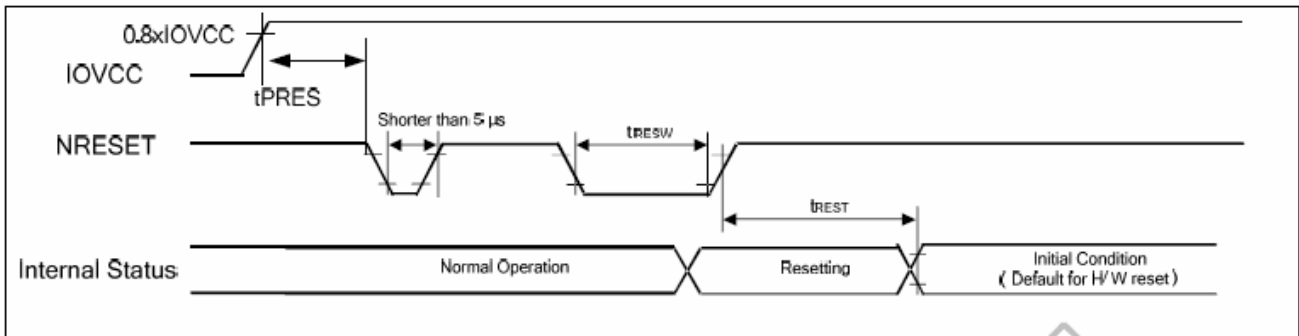 0.8xIOVCC
IOVCC
tPRES
Shorter than 5 µs
tRESW
NRESET
tREST
Internal Status
Normal Operation
Resetting
Initial Condition
( Default for H/W reset )